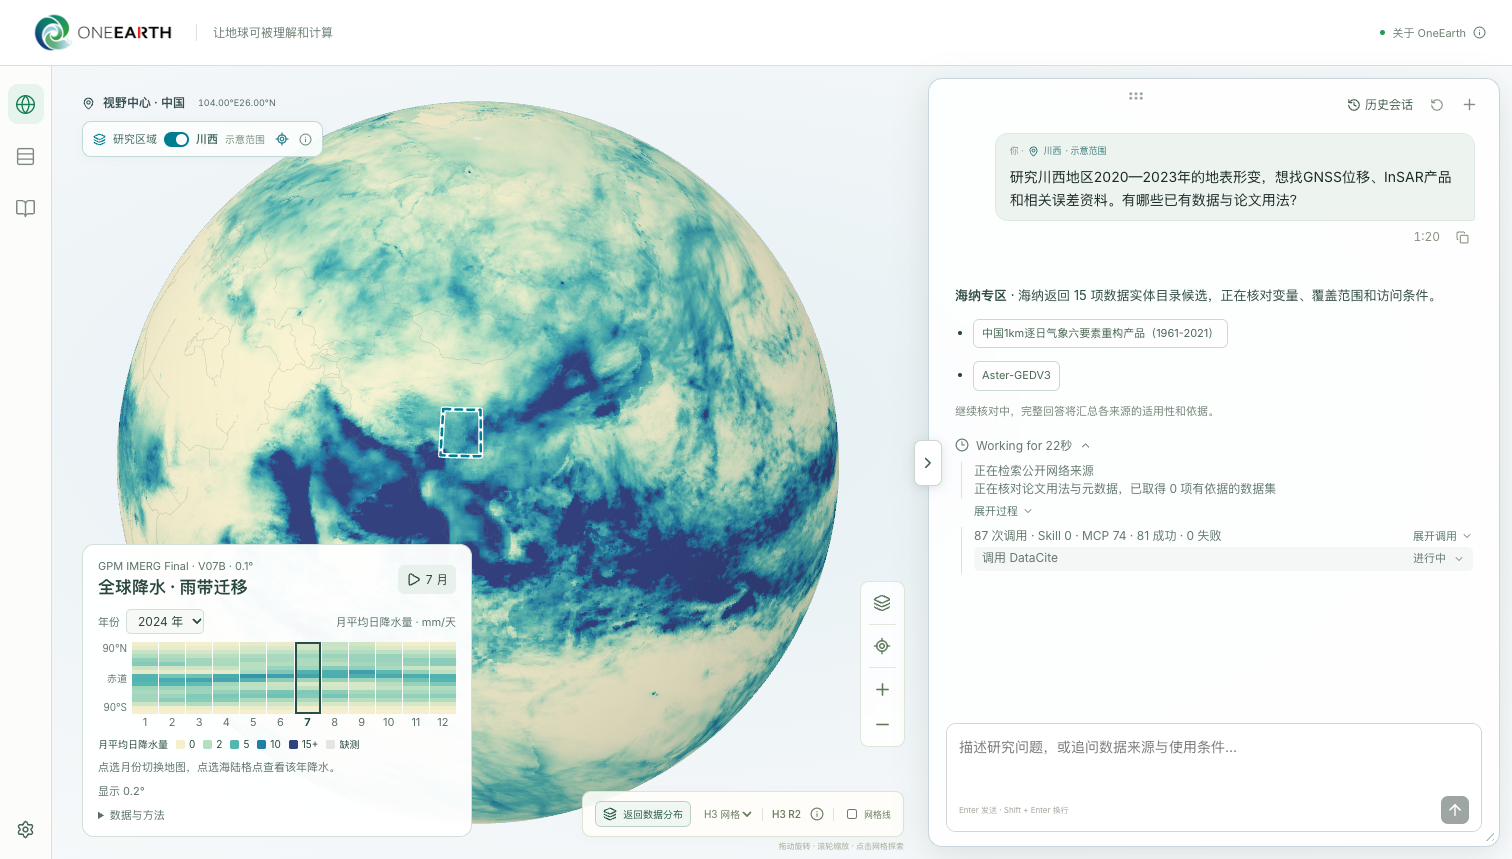 ONEEARTH
让地球可被理解和计算
关于 OneEarth
视野中心 · 中国 104.00°E26.00°N
研究区域 川西 示意范围
历史会话
你 · 川西 · 示意范围
研究川西地区2020—2023年的地表形变，想找GNSS位移、InSAR产品
和相关误差资料。有哪些已有数据与论文用法?
1:20
海纳专区 · 海纳返回 15 项数据实体目录候选，正在核对变量、覆盖范围和访问条件。
中国1km逐日气象六要素重构产品（1961-2021）
Aster-GEDV3
继续核对中，完整回答将汇总各来源的适用性和依据。
Working for 22秒
正在检索公开网络来源
正在核对论文用法与元数据，已取得 0 项有依据的数据集
展开过程
87 次调用 · Skill 0 · MCP 74 · 81 成功 · 0 失败 展开调用
调用 DataCite 进行中
GPM IMERG Final · V07B · 0.1°
全球降水 · 雨带迁移
7 月
年份 2024 年 月平均日降水量 · mm/天
90°N
赤道
90°S
1 2 3 4 5 6 7 8 9 10 11 12
月平均日降水量 0 2 5 10 15+ 缺测
点选月份切换地图，点选海陆格点查看该年降水。
显示 0.2°
数据与方法
返回数据分布 H3 网格 H3 R2 网格线
拖动旋转 · 滚轮缩放 · 点击网格探索
描述研究问题，或追问数据来源与使用条件...
Enter 发送 · Shift + Enter 换行